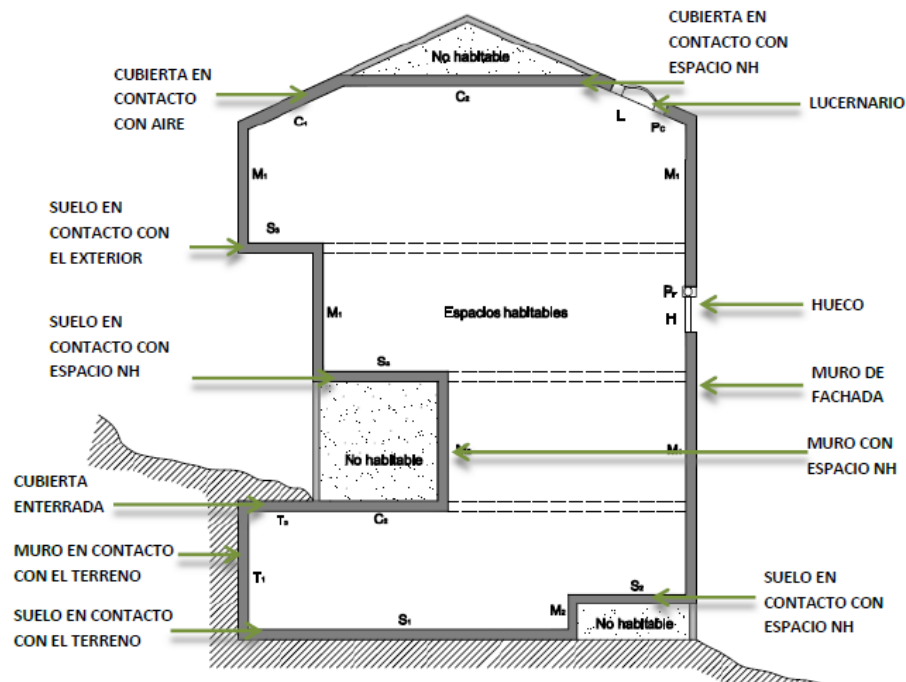 No habitable
CUBIERTA EN
CONTACTO CON
ESPACIO NH
CUBIERTA EN
CONTACTO
CON AIRE
C₁
C₂
L
Pc
LUCERNARIO
M₁
M₁
SUELO EN
CONTACTO CON
EL EXTERIOR
S₃
M₁
Espacios habitables
Pr
H
HUECO
SUELO EN
CONTACTO CON
ESPACIO NH
MURO DE
FACHADA
No habitable
MURO CON
ESPACIO NH
CUBIERTA
ENTERRADA
C₂
MURO EN CONTACTO
CON EL TERRENO
T₁
SUELO EN CONTACTO
CON EL TERRENO
S₁
M₂
S₂
No habitable
SUELO EN
CONTACTO CON
ESPACIO NH